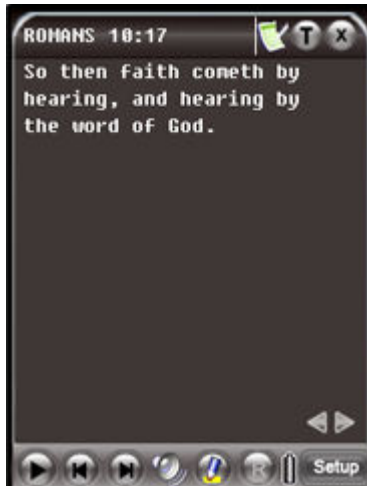 ROMANS 10:17
T
X
So then faith cometh by
hearing, and hearing by
the word of God.
R
Setup